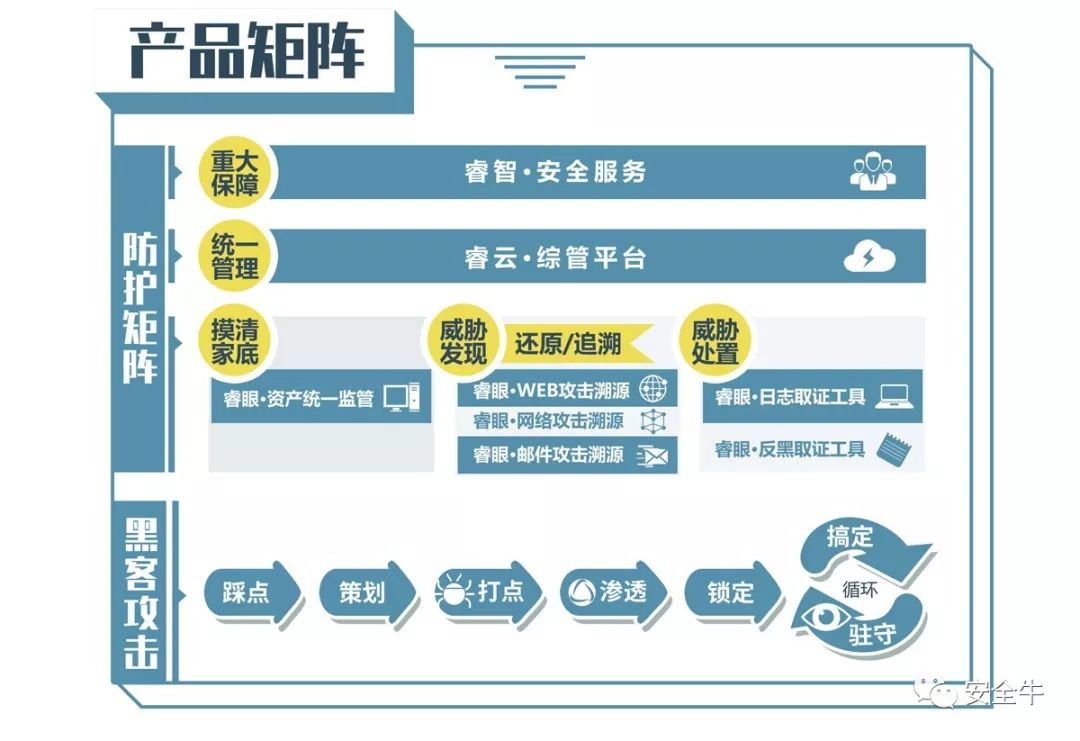 产品矩阵
防护矩阵
重大
保障
睿智·安全服务
统一
管理
睿云·综管平台
摸清
家底
睿眼·资产统一监管
威胁
发现
还原/追溯
睿眼·WEB攻击溯源
睿眼·网络攻击溯源
睿眼·邮件攻击溯源
威胁
处置
睿眼·日志取证工具
睿眼·反黑取证工具
黑客攻击
踩点
策划
打点
渗透
锁定
搞定
循环
驻守
安全牛